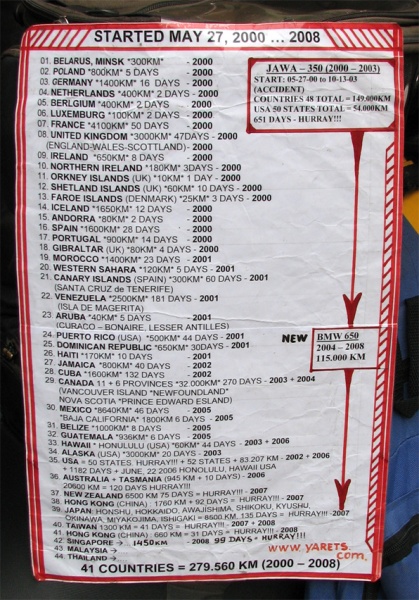 STARTED MAY 27, 2000 ... 2008
01. BELARUS, MINSK *300KM* - 2000
02. POLAND *800KM* 5 DAYS - 2000
03. GERMANY *1400KM* 16 DAYS - 2000
04. NETHERLANDS *400KM* 2 DAYS - 2000
05. BERLGIUM *400KM* 2 DAYS - 2000
06. LUXEMBURG *100KM* 2 DAYS - 2000
07. FRANCE *4100KM* 50 DAYS - 2000
08. UNITED KINGDOM *3000KM* 47DAYS - 2000
(ENGLAND-WALES-SCOTTLAND) - 2000
09. IRELAND *650KM* 8 DAYS - 2000
10. NORTHERN IRELAND *180KM* 3DAYS - 2000
11. ORKNEY ISLANDS (UK) *10KM* 1 DAY - 2000
12. SHETLAND ISLANDS (UK) *60KM* 10 DAYS - 2000
13. FAROE ISLANDS (DENMARK) *25KM* 3 DAYS - 2000
14. ICELAND *1650KM* 12 DAYS - 2000
15. ANDORRA *80KM* 2 DAYS - 2000
16. SPAIN *1600KM* 28 DAYS - 2000
17. PORTUGAL *900KM* 14 DAYS - 2000
18. GIBRALTAR (UK) *80KM* 4 DAYS - 2000
19. MOROCCO *1400KM* 23 DAYS - 2001
20. WESTERN SAHARA *120KM* 5 DAYS - 2001
21. CANARY ISLANDS (SPAIN) *300KM* 60 DAYS - 2001
(SANTA CRUZ de TENERIFE)
22. VENEZUELA *2500KM* 181 DAYS - 2001
(ISLA DE MAGERITA)
23. ARUBA *40KM* 5 DAYS - 2001
(CURACO – BONAIRE, LESSER ANTILLES)
24. PUERTO RICO (USA) *500KM* 44 DAYS - 2001
25. DOMINICAN REPUBLIC *650KM* 30DAYS - 2001
26. HAITI *170KM* 10 DAYS - 2001
27. JAMAICA *800KM* 40 DAYS - 2002
28. CUBA *1600KM* 132 DAYS - 2002
29. CANADA 11 + 6 PROVINCES *32.000KM* 270 DAYS - 2003 + 2004
(VANCOUVER ISLAND *NEWFOUNDLAND*
NOVA SCOTIA *PRINCE EDWARD ESLAND)
30. MEXICO *8640KM* 46 DAYS - 2005
*BAJA CALIFORNIA* 1800KM 6 DAYS - 2005
31. BELIZE *1000KM* 8 DAYS - 2005
32. GUATEMALA *936KM* 6 DAYS - 2005
33. HAWAII * HONULULU (USA) *60KM* 44 DAYS - 2003 + 2006
34. ALASKA (USA) *3000KM* 20 DAYS - 2003
35. USA = 50 STATES HURRAY!!! + 52 STATES + 83.207 KM - 2002 + 2006
+ 1182 DAYS + JUNE, 22 2006 HONOLULU, HAWAII USA
36. AUSTRALIA + TASMANIA (945 KM + 10 DAYS) - 2006
20600 KM = 120 DAYS HURRAY!!!
37. NEW ZEALAND 6500 KM 75 DAYS = HURRAY!!! - 2007
38. HONG KONG (CHINA) : 1760 KM + 92 DAYS = HURRAY!!! - 2007
39. JAPAN: HONSHU, HOKKAIDO, AWAJISHIMA, SHIKOKU, KYUSHU,
OKINAWA, MIYAKOJIMA, ISHIGAKI = 8500 KM, 135 DAYS = HURRAY!!! -2007
40. TAIWAN 1300 KM = 41 DAYS = HURRAY!!! - 2007 + 2008
41. HONG KONG (CHINA) : 660 KM = 31 DAYS = HURRAY!!! - 2008
42. SINGAPORE → 1450KM - 2008 99 DAYS = HURRAY!!!
43. MALAYSIA →
44. THAILAND →
www.YARETS.com.
41 COUNTRIES = 279.560 KM (2000 – 2008)
JAWA – 350 (2000 – 2003)
START: 05-27-00 to 10-13-03
(ACCIDENT)
COUNTRIES 48 TOTAL = 149.000KM
USA 50 STATES TOTAL = 54.000KM
651 DAYS - HURRAY!!!
NEW
BMW 650
2004 – 2008
115.000 KM